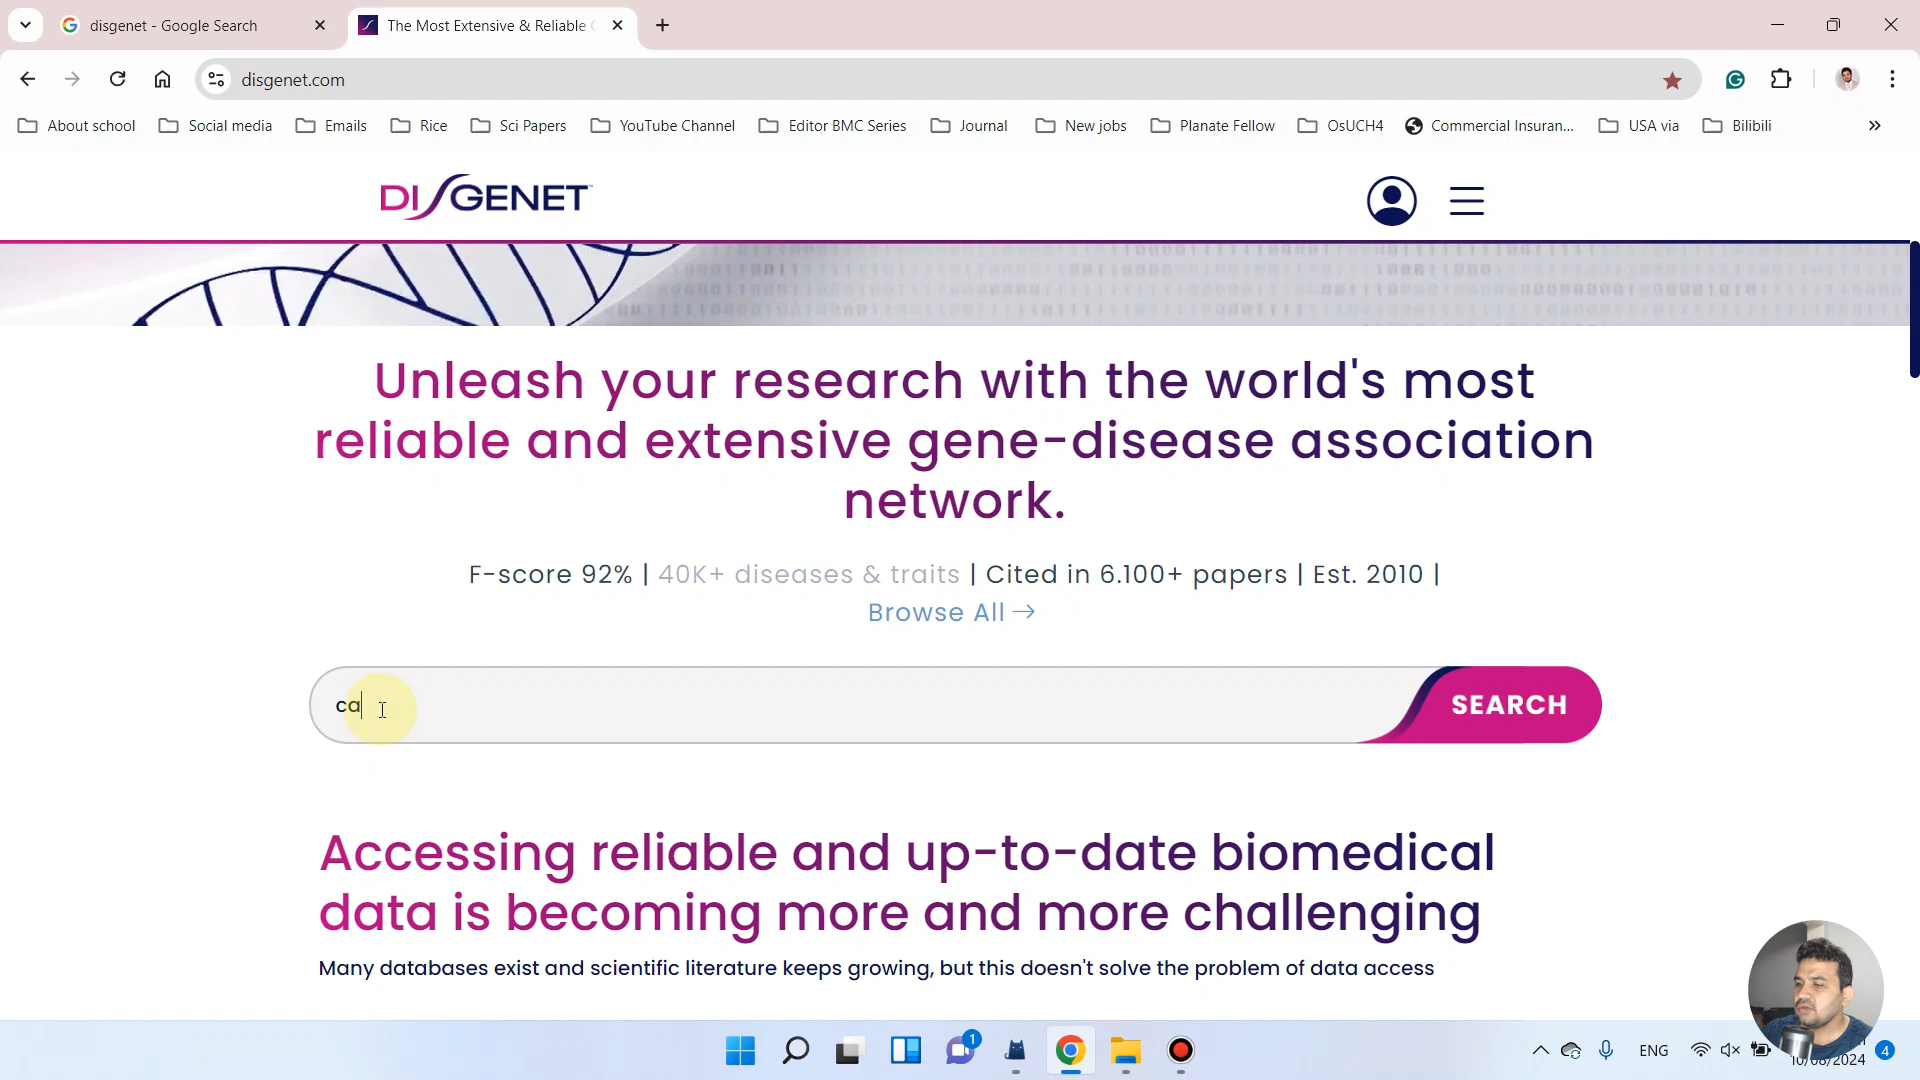 disgenet - Google Search
The Most Extensive & Reliable
disgenet.com
About school
Social media
Emails
Rice
Sci Papers
YouTube Channel
Editor BMC Series
Journal
New jobs
Planate Fellow
OsUCH4
Commercial Insuran...
USA via
Bilibili
DISGENET
Unleash your research with the world's most
reliable and extensive gene-disease association
network.
F-score 92% | 40K+ diseases & traits | Cited in 6.100+ papers | Est. 2010 |
Browse All →
ca
SEARCH
Accessing reliable and up-to-date biomedical
data is becoming more and more challenging
Many databases exist and scientific literature keeps growing, but this doesn't solve the problem of data access
1
ENG
10/08/2024
4